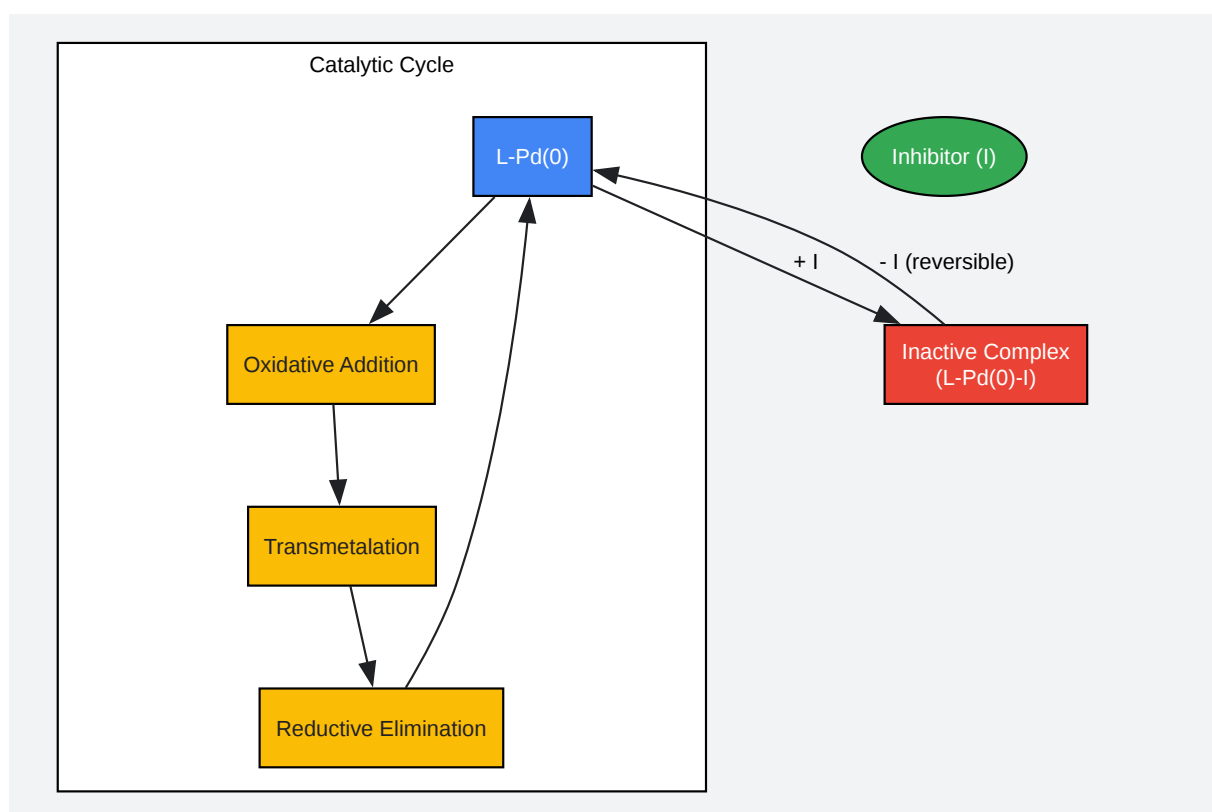 Catalytic Cycle
L-Pd(0)
Inhibitor (I)
+ I
- I (reversible)
Oxidative Addition
Inactive Complex
(L-Pd(0)-I)
Transmetalation
Reductive Elimination